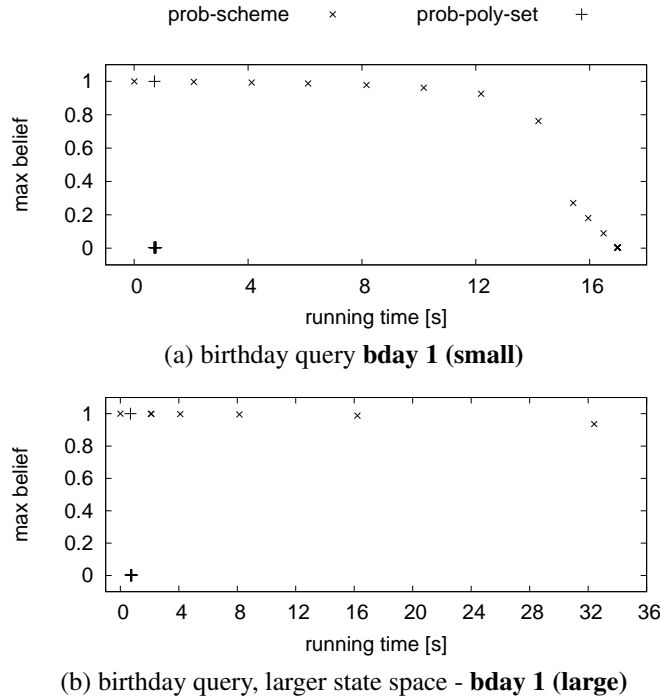 prob-scheme × prob-poly-set +
1
0.8
0.6
0.4
0.2
0
max belief
0 4 8 12 16
running time [s]
(a) birthday query bday 1 (small)
1
0.8
0.6
0.4
0.2
0
max belief
0 4 8 12 16 20 24 28 32 36
running time [s]
(b) birthday query, larger state space - bday 1 (large)